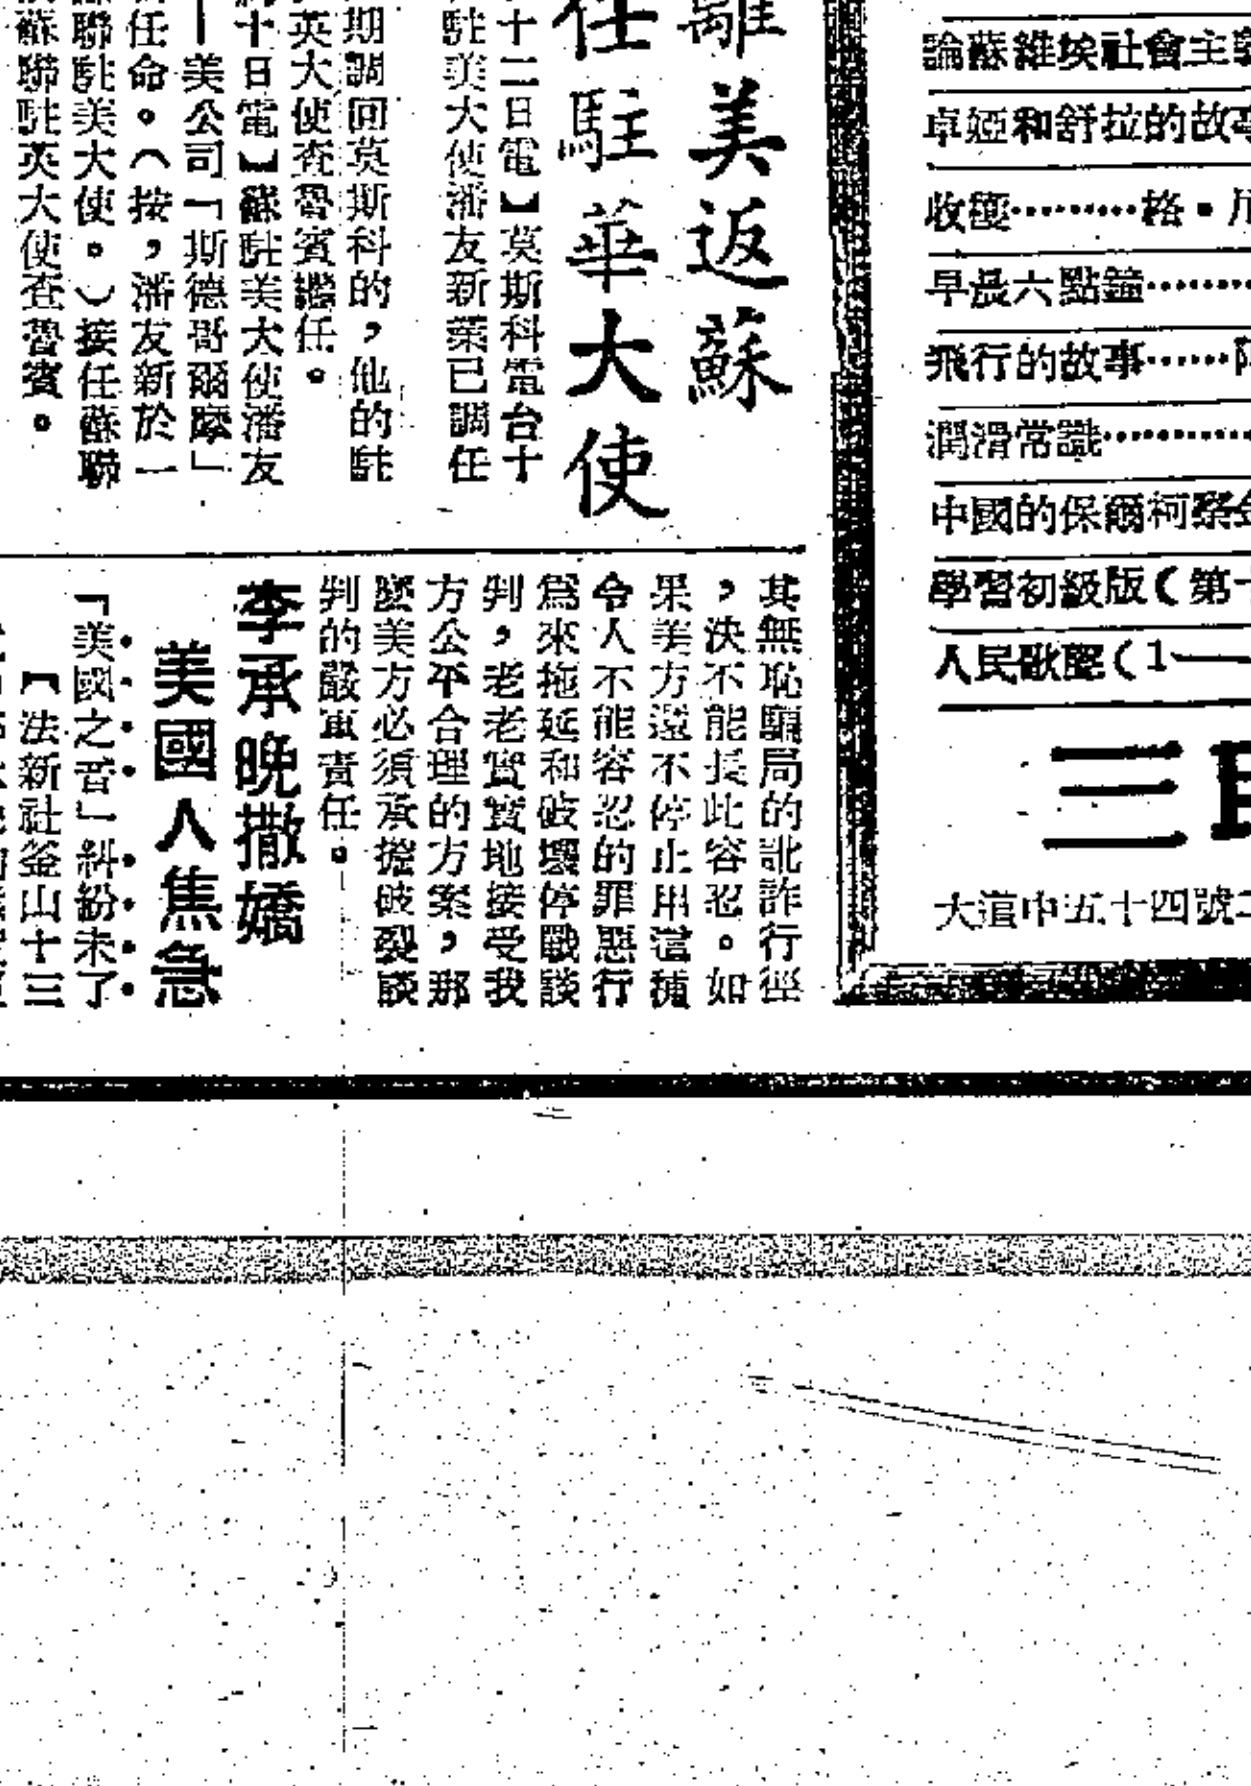 論蘇維埃社會主
卓婭和舒拉的故
收穫………格·
早晨六點鐘………
飛行的故事……
潤滑常識………
中國的保爾柯察金
學習初級版(第
人民歌聲(1—
三
大道中五十四號二
離美返蘇
任駐華大使
十二日電】莫斯科電台十
駐美大使潘友新業已調任
期調回莫斯科的,他的駐
英大使查魯賓繼任。
十日電】蘇駐美大使潘友
—美公司「斯德哥爾摩」
任命。(按,潘友新於一
聯駐美大使。)接任蘇聯
蘇聯駐英大使查魯賓。
其無恥騙局的訛詐行徑
,決不能長此容忍。如
果美方還不停止用這種
令人不能容忍的罪惡行
為來拖延和破壞停戰談
判,老老實實地接受我
方公平合理的方案,那
麼美方必須承擔破裂談
判的嚴重責任。
李承晚撒嬌
美國人焦急
「美國之音」糾紛未了
【法新社釜山十三